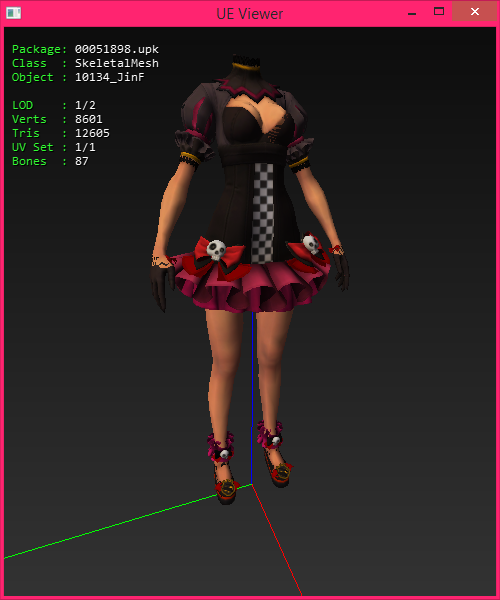 UE Viewer
Package: 00051898.upk
Class  : SkeletalMesh
Object : 10134_JinF
LOD    : 1/2
Verts  : 8601
Tris   : 12605
UV Set : 1/1
Bones  : 87